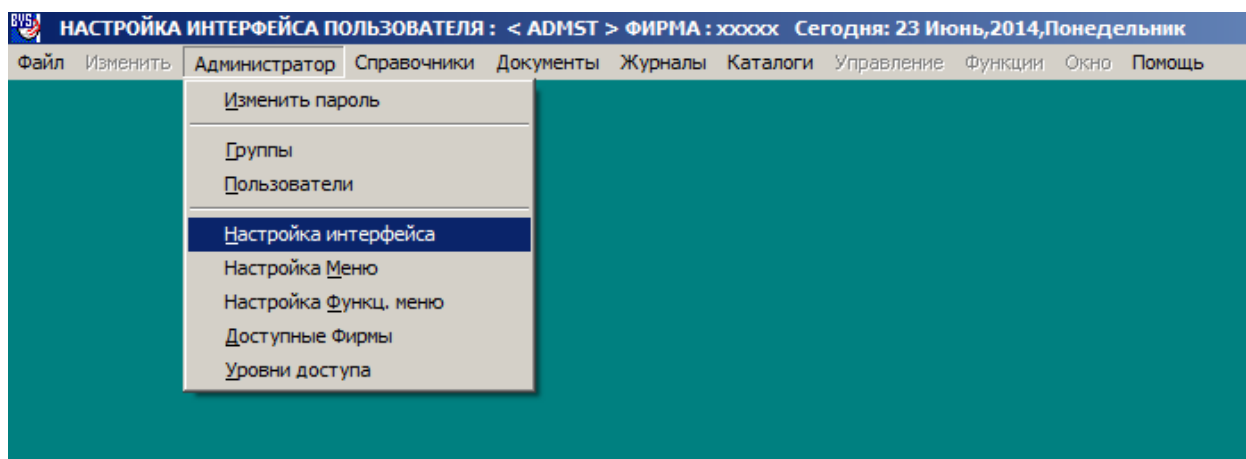 BVS
НАСТРОЙКА ИНТЕРФЕЙСА ПОЛЬЗОВАТЕЛЯ : < ADMST > ФИРМА : xxxxx Сегодня: 23 Июнь,2014,Понедельник
Файл Изменить Администратор Справочники Документы Журналы Каталоги Управление Функции Окно Помощь
Изменить пароль
Группы
Пользователи
Настройка интерфейса
Настройка Меню
Настройка Функц. меню
Доступные Фирмы
Уровни доступа